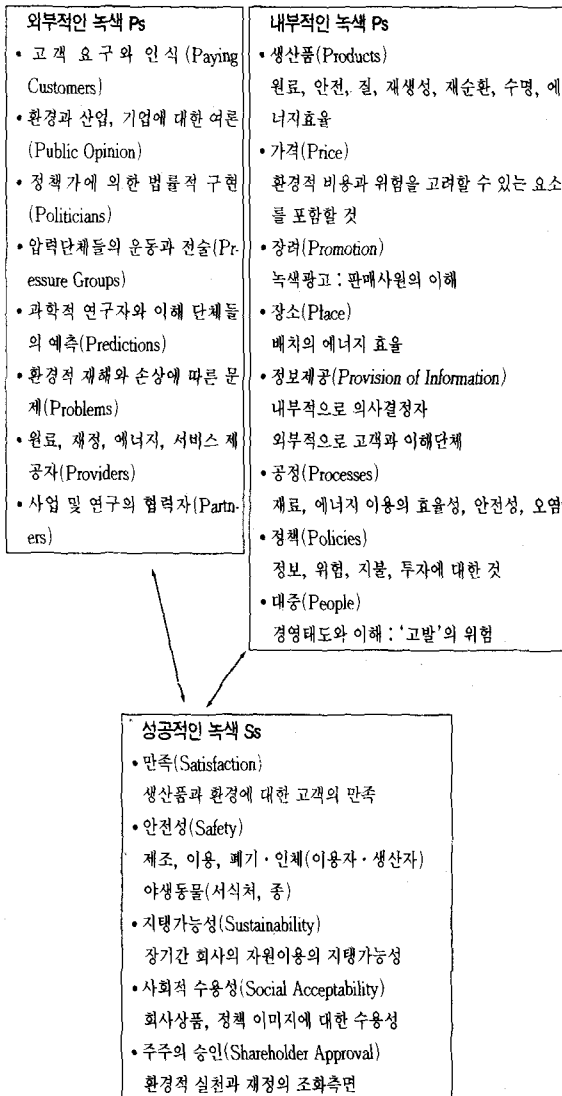 외부적인 녹색 Ps
• 고객 요구와 인식(Paying
Customers)
• 환경과 산업, 기업에 대한 여론
(Public Opinion)
• 정책가에 의한 법률적 구현
(Politicians)
• 압력단체들의 운동과 전술(Pr-
essure Groups)
• 과학적 연구자와 이해 단체들
의 예측(Predictions)
• 환경적 재해와 손상에 따른 문
제(Problems)
• 원료, 재정, 에너지, 서비스 제
공자(Providers)
• 사업 및 연구의 협력자(Partn-
ers)
내부적인 녹색 Ps
• 생산품(Products)
원료, 안전, 질, 재생성, 재순환, 수명, 에
너지효율
• 가격(Price)
환경적 비용과 위험을 고려할 수 있는 요소
를 포함할 것
• 장려(Promotion)
녹색광고 : 판매사원의 이해
• 장소(Place)
배치의 에너지 효율
• 정보제공(Provision of Information)
내부적으로 의사결정자
외부적으로 고객과 이해단체
• 공정(Processes)
재료, 에너지 이용의 효율성, 안전성, 오염
• 정책(Policies)
정보, 위험, 지불, 투자에 대한 것
• 대중(People)
경영태도와 이해 : ‘고발’의 위험
성공적인 녹색 Ss
• 만족(Satisfaction)
생산품과 환경에 대한 고객의 만족
• 안전성(Safety)
제조, 이용, 폐기·인체(이용자·생산자)
야생동물(서식처, 종)
• 지탱가능성(Sustainability)
장기간 회사의 자원이용의 지탱가능성
• 사회적 수용성(Social Acceptability)
회사상품, 정책 이미지에 대한 수용성
• 주주의 승인(Shareholder Approval)
환경적 실천과 재정의 조화측면